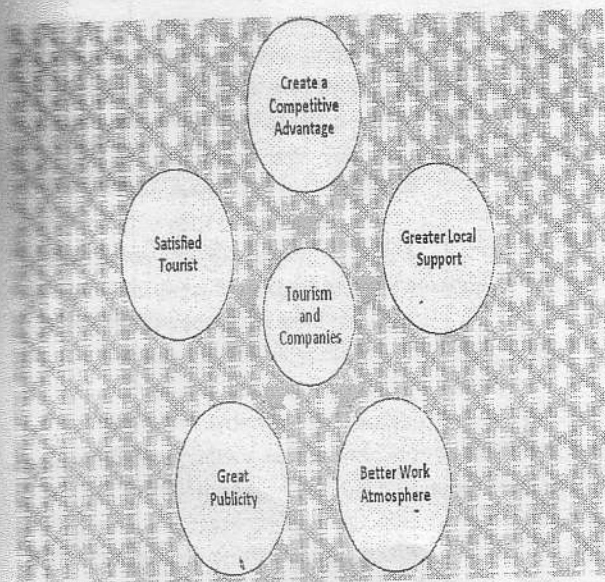 Create a
Competitive
Advantage
Satisfied
Tourist
Greater Local
Support
Tourism
and
Companies
Great
Publicity
Better Work
Atmosphere